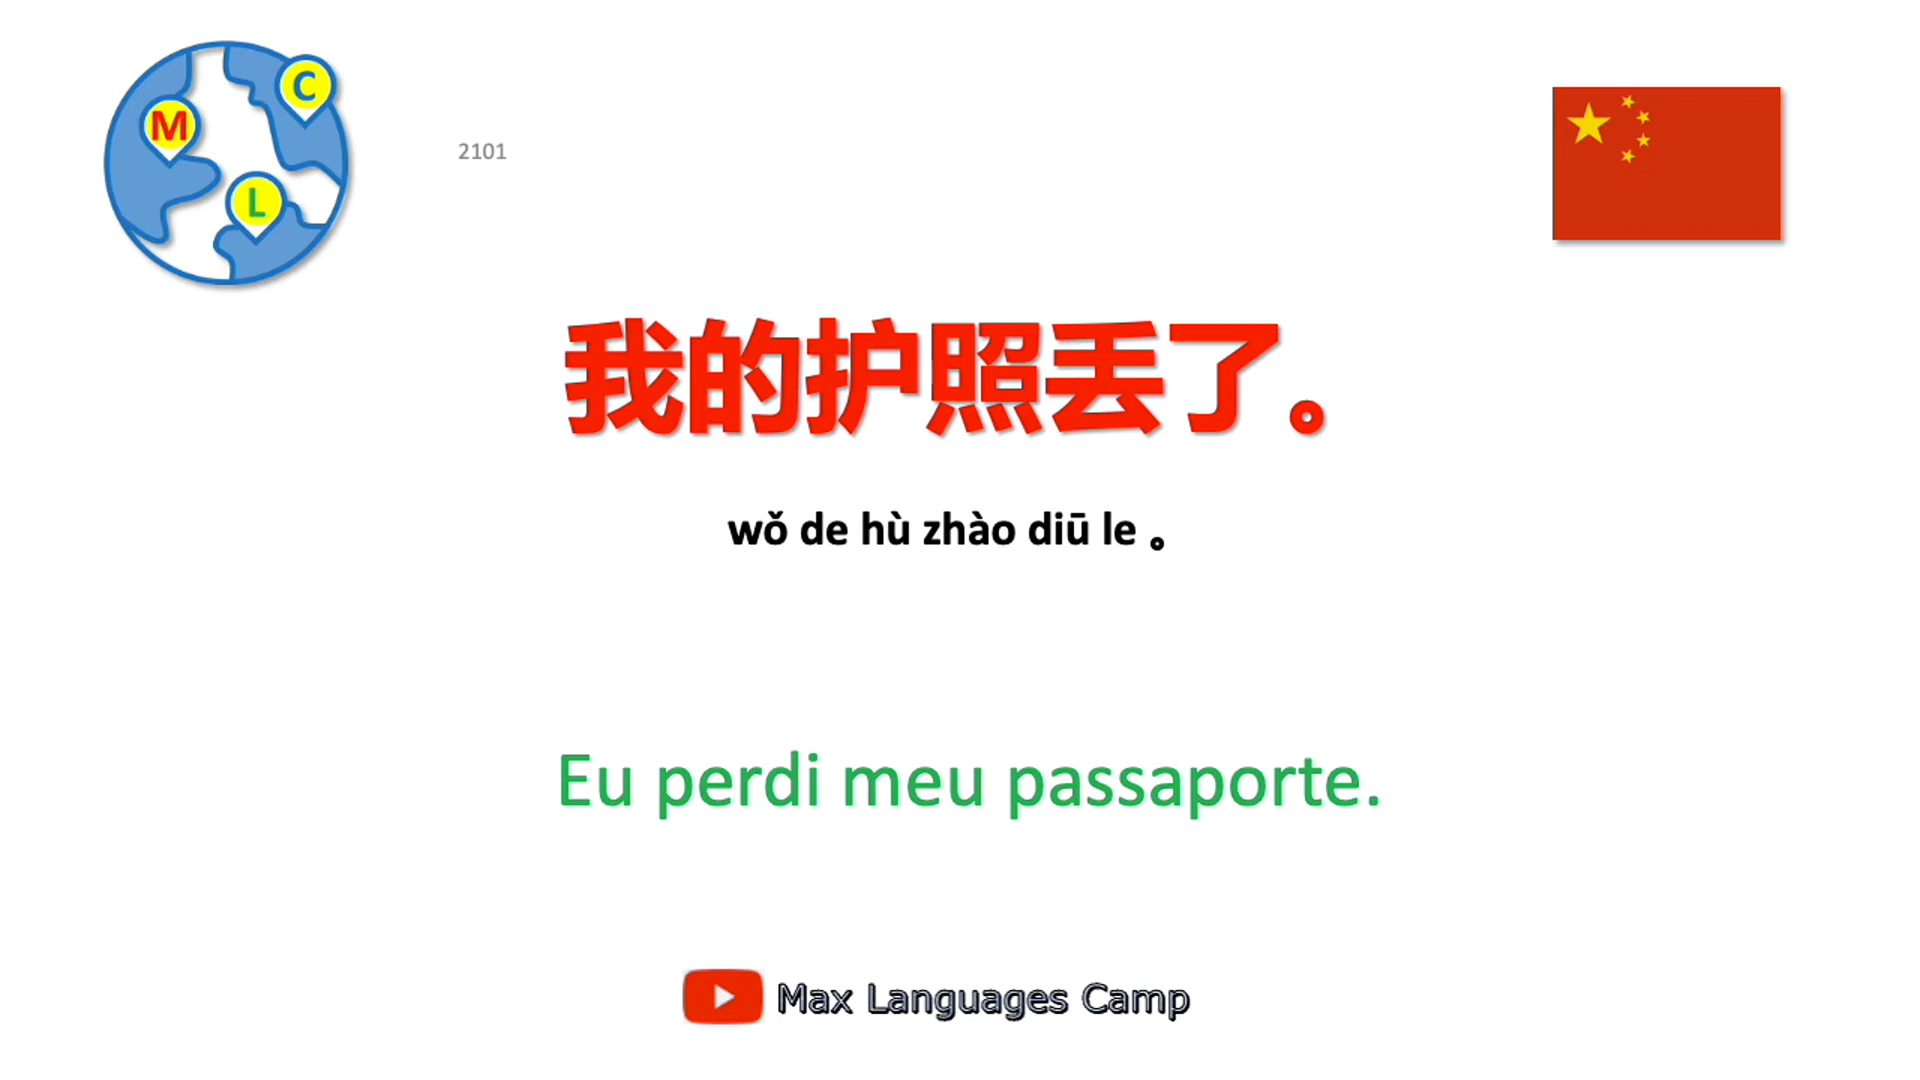 C
M
L
2101
我的护照丢了。
wǒ de hù zhào diū le 。
Eu perdi meu passaporte.
Max Languages Camp